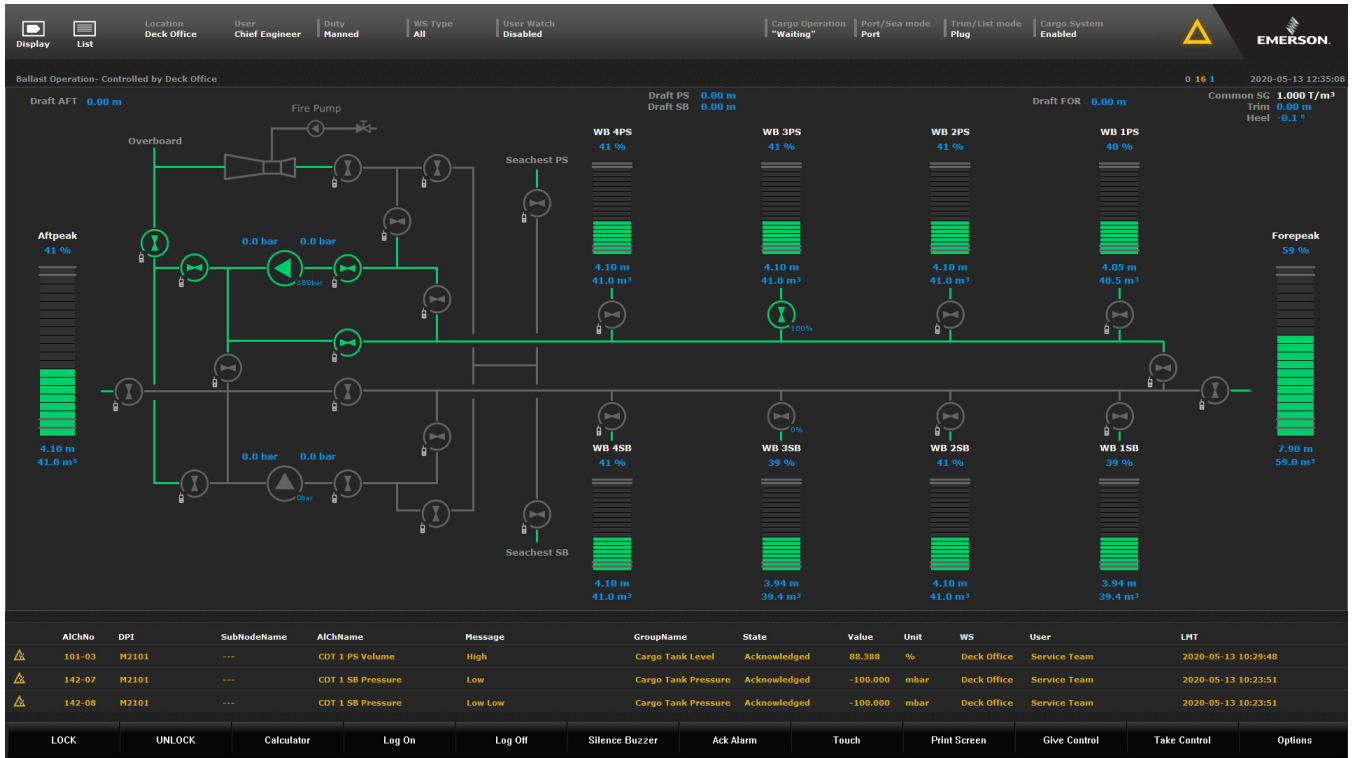 Location User Duty WS Type User Watch Cargo Operation Port/Sea mode Trim/List mode Cargo System
Display List Deck Office Chief Engineer Manned All Disabled "Waiting" Port Plug Enabled EMERSON.
Ballast Operation- Controlled by Deck Office 0 16 1 2020-05-13 12:35:08
Draft AFT 0.00 m Draft PS 0.00 m Draft FOR 0.00 m Common SG 1.000 T/m³
Draft SB 0.00 m Trim 0.00 m
Heel -0.1 °
Fire Pump
Overboard
Seachest PS
WB 4PS WB 3PS WB 2PS WB 1PS
41 % 41 % 41 % 40 %
Aftpeak Forepeak
41 % 59 %
0.0 bar 0.0 bar
180bar
4.10 m 4.10 m 4.10 m 4.05 m
41.0 m³ 41.0 m³ 41.0 m³ 40.5 m³
100%
0%
4.10 m 7.90 m
41.0 m³ 59.0 m³
0.0 bar 0.0 bar
0bar
WB 4SB WB 3SB WB 2SB WB 1SB
41 % 39 % 41 % 39 %
Seachest SB
4.10 m 3.94 m 4.10 m 3.94 m
41.0 m³ 39.4 m³ 41.0 m³ 39.4 m³
AlChNo DPI SubNodeName AlChName Message GroupName State Value Unit WS User LMT
101-03 M2101 --- COT 1 PS Volume High Cargo Tank Level Acknowledged 88.388 % Deck Office Service Team 2020-05-13 10:29:48
142-07 M2101 --- COT 1 SB Pressure Low Cargo Tank Pressure Acknowledged -100.000 mbar Deck Office Service Team 2020-05-13 10:23:51
142-08 M2101 --- COT 1 SB Pressure Low Low Cargo Tank Pressure Acknowledged -100.000 mbar Deck Office Service Team 2020-05-13 10:23:51
LOCK UNLOCK Calculator Log On Log Off Silence Buzzer Ack Alarm Touch Print Screen Give Control Take Control Options